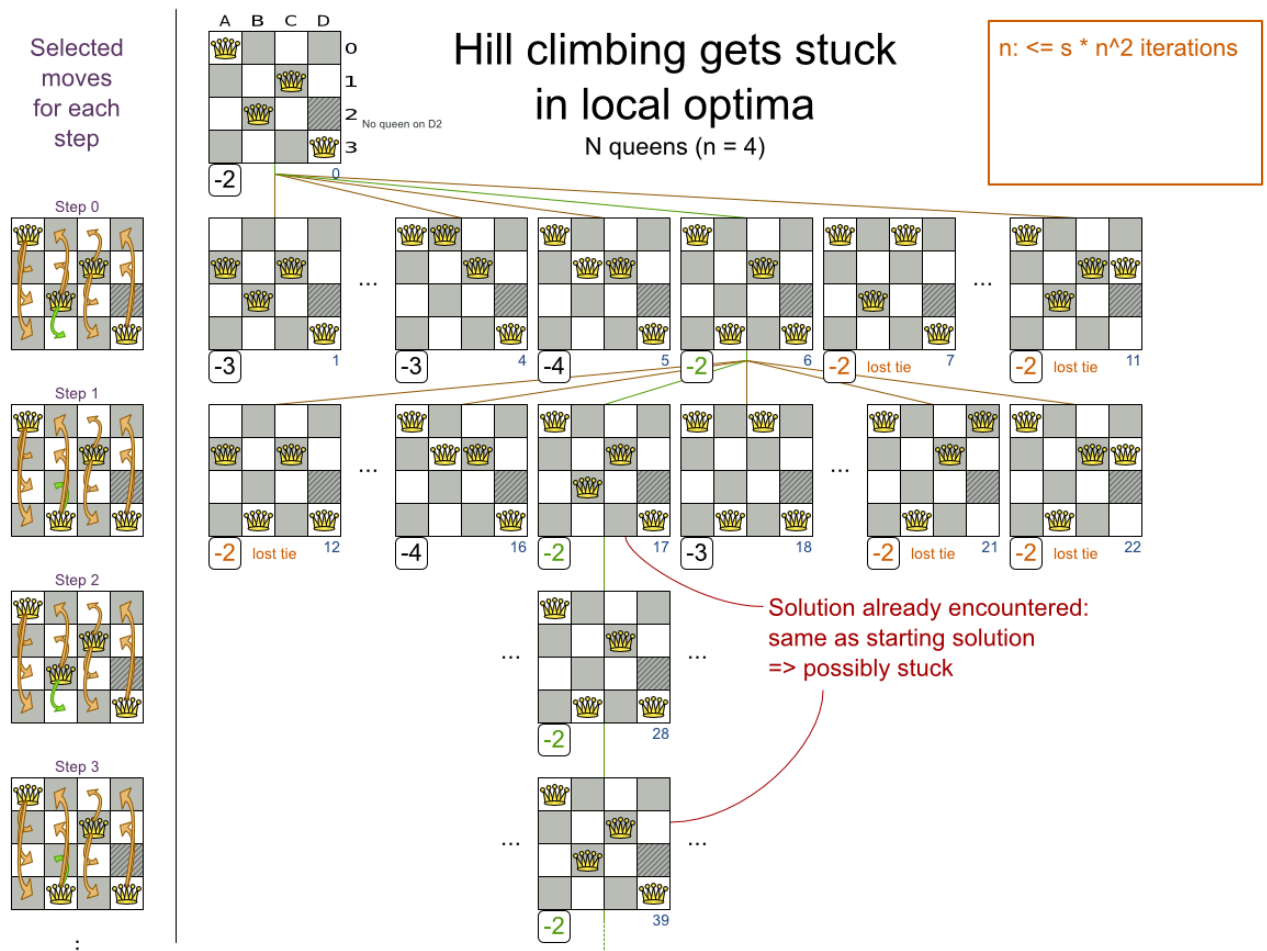 Selected
moves
for each
step
A B C D
0
1
2
3
No queen on D2
-2
0
Hill climbing gets stuck
in local optima
N queens (n = 4)
n: <= s * n^2 iterations
Step 0
...
...
-3
1
-3
4
-4
5
-2
6
-2 lost tie
7
-2 lost tie
11
Step 1
...
...
-2 lost tie
12
-4
16
-2
17
-3
18
-2 lost tie
21
-2 lost tie
22
Step 2
...
...
-2
28
Solution already encountered:
same as starting solution
=> possibly stuck
Step 3
...
...
-2
39
: